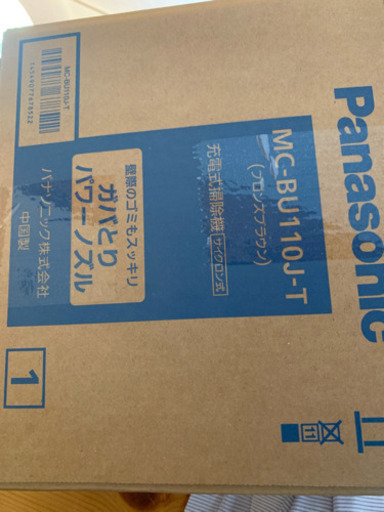 Panasonic
MC-BU110J-T
(ブロンズブラウン)
充電式掃除機 サイクロン式
壁際のゴミもスッキリ
ガバとり
パワーノズル
パナソニック株式会社
中国製
MC-BU110J-T
1